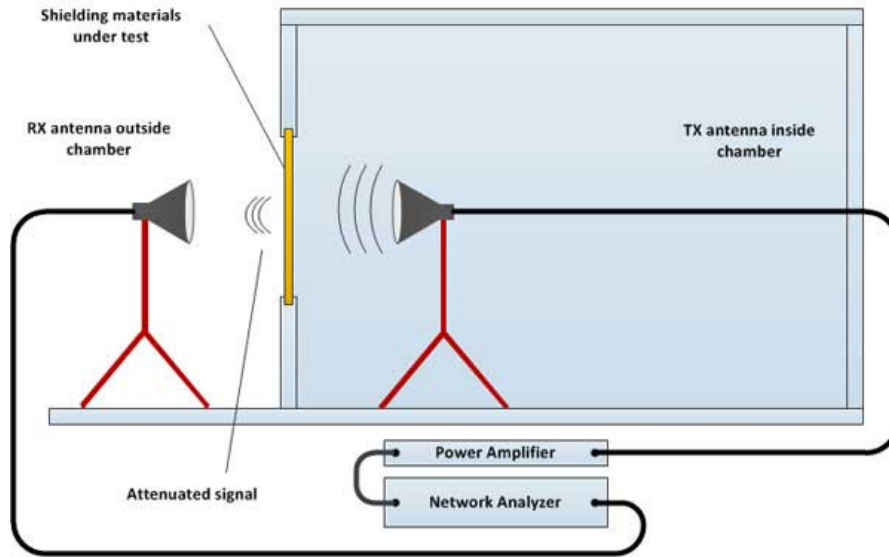 Shielding materials
under test
RX antenna outside
chamber
TX antenna inside
chamber
Power Amplifier
Network Analyzer
Attenuated signal